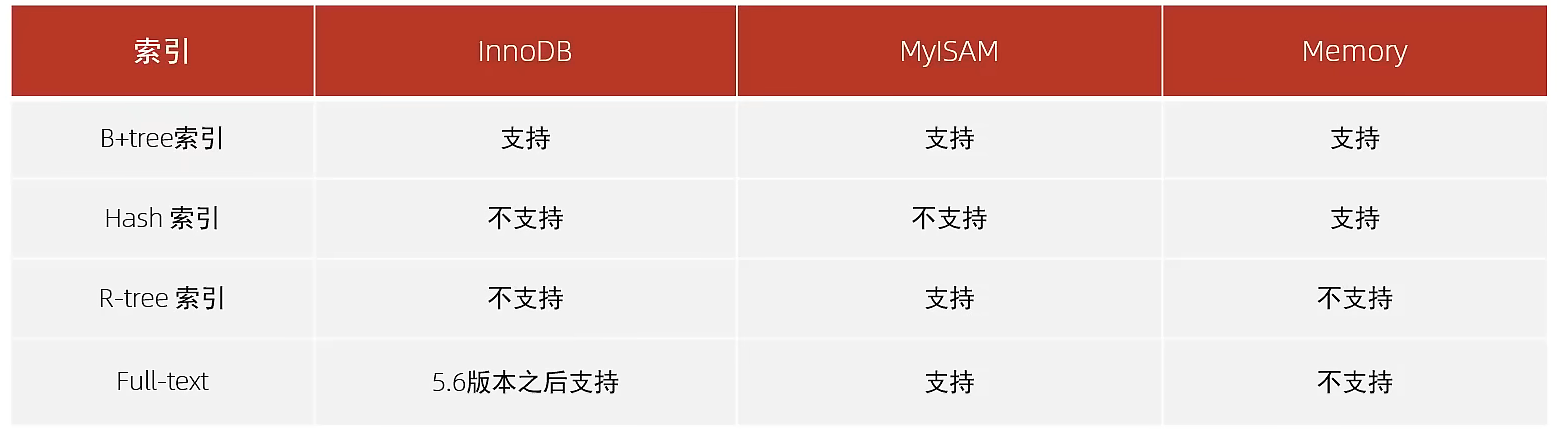 索引 InnoDB MyISAM Memory
B+tree索引 支持 支持 支持
Hash 索引 不支持 不支持 支持
R-tree 索引 不支持 支持 不支持
Full-text 5.6版本之后支持 支持 不支持